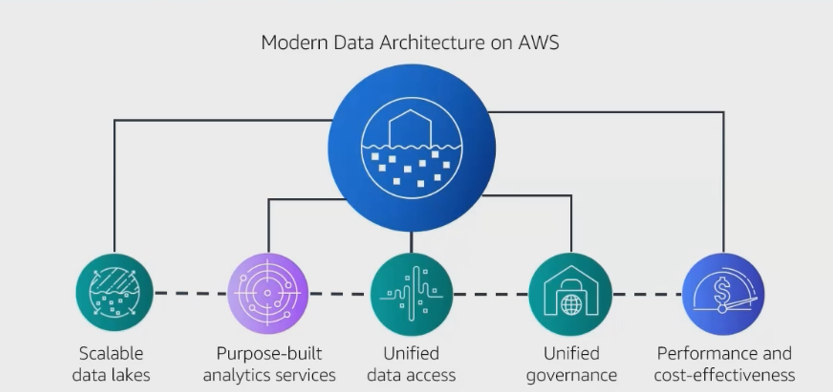 Modern Data Architecture on AWS
$
Scalable
data lakes
Purpose-built
analytics services
Unified
data access
Unified
governance
Performance and
cost-effectiveness